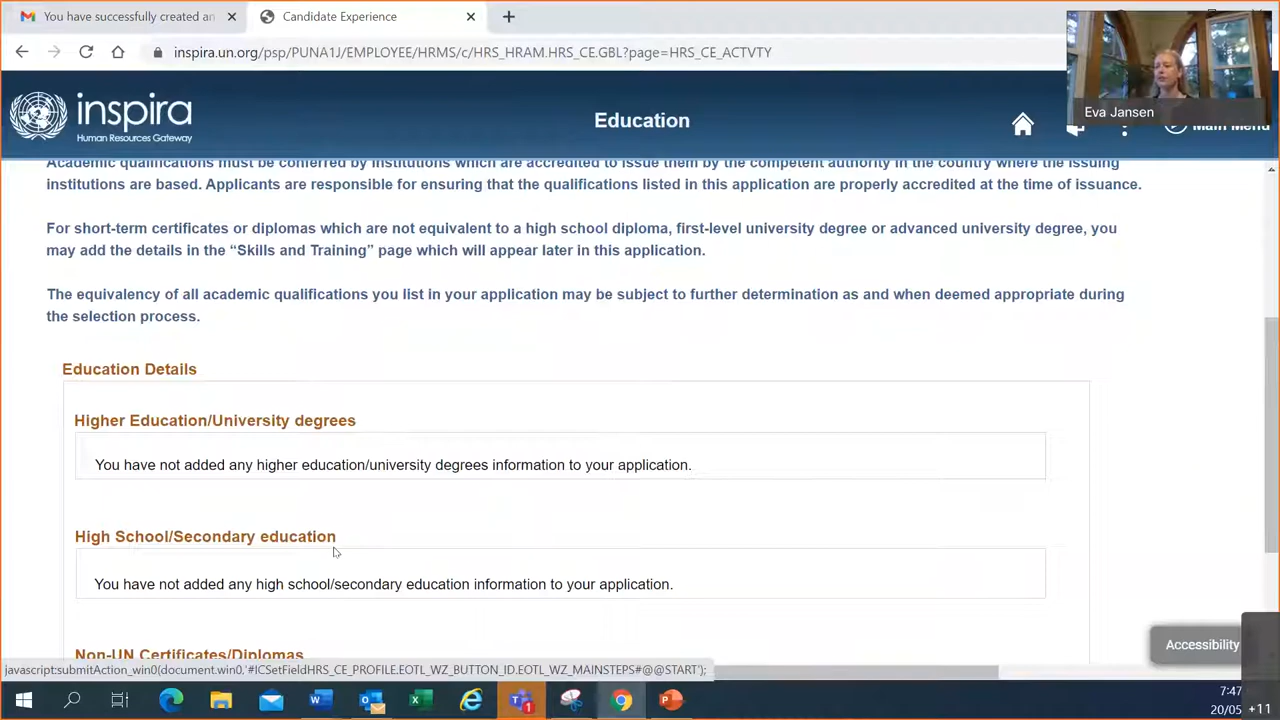 You have successfully created an
Candidate Experience
inspira.un.org/psp/PUNA1J/EMPLOYEE/HRMS/c/HRS_HRAM.HRS_CE.GBL?page=HRS_CE_ACTVTY
Eva Jansen
inspira
Human Resources Gateway
Education
Main Menu
Academic qualifications must be conferred by institutions which are accredited to issue them by the competent authority in the country where the issuing
institutions are based. Applicants are responsible for ensuring that the qualifications listed in this application are properly accredited at the time of issuance.
For short-term certificates or diplomas which are not equivalent to a high school diploma, first-level university degree or advanced university degree, you
may add the details in the “Skills and Training” page which will appear later in this application.
The equivalency of all academic qualifications you list in your application may be subject to further determination as and when deemed appropriate during
the selection process.
Education Details
Higher Education/University degrees
You have not added any higher education/university degrees information to your application.
High School/Secondary education
You have not added any high school/secondary education information to your application.
Non-UN Certificates/Diplomas
Accessibility
javascript:submitAction_win0(document.win0,'#ICSetFieldHRS_CE_PROFILE.EOTL_WZ_BUTTON_ID.EOTL_WZ_MAINSTEPS#@@START');
7:47
20/05
+11